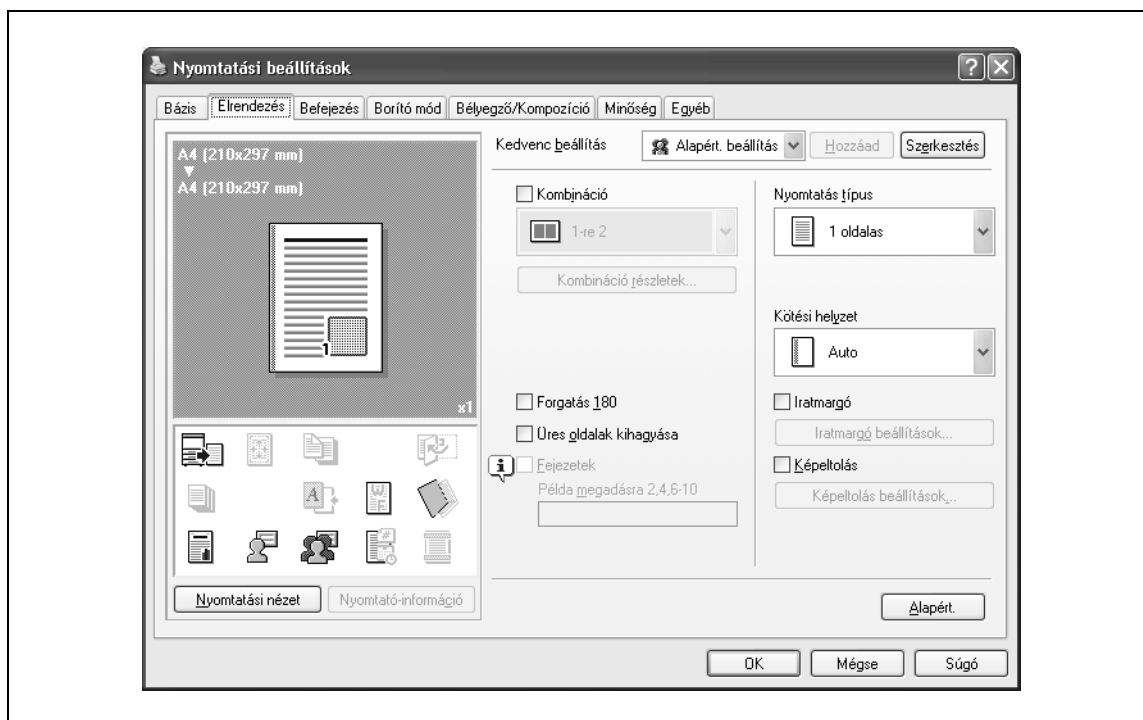 Nyomtatási beállítások
Bázis Elrendezés Befejezés Borító mód Bélyegző/Kompozíció Minőség Egyéb
A4 (210x297 mm)
A4 (210x297 mm)
1
x1
Nyomtatási nézet Nyomtató-információ
Kedvenc beállítás Alapért. beállítás Hozzáad Szerkesztés
Kombináció
1-re 2
Kombináció részletek...
Forgatás 180
Üres oldalak kihagyása
Fejezetek
Példa megadásra 2,4,6-10
Nyomtatás típus
1 oldalas
Kötési helyzet
Auto
Iratmargó
Iratmargó beállítások...
Képeltolás
Képeltolás beállítások...
Alapért.
OK Mégse Súgó